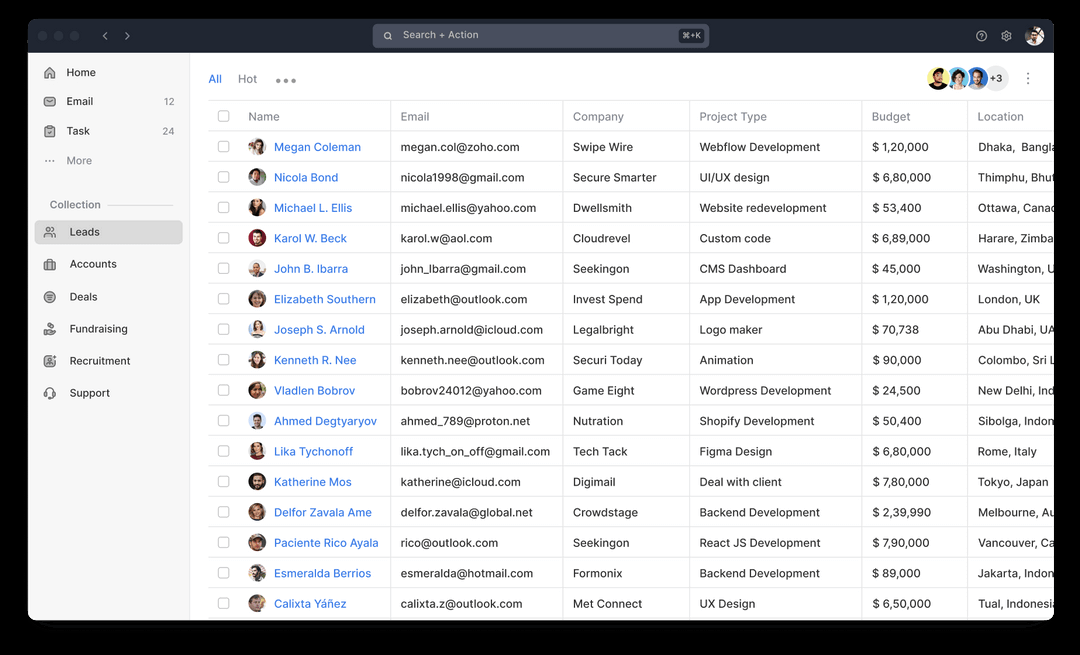 Search + Action ⌘+K
Home
Email 12
Task 24
More
Collection
Leads
Accounts
Deals
Fundraising
Recruitment
Support
All Hot +3
Name Email Company Project Type Budget Location
Megan Coleman megan.col@zoho.com Swipe Wire Webflow Development $ 1,20,000 Dhaka, Bangla
Nicola Bond nicola1998@gmail.com Secure Smarter UI/UX design $ 6,80,000 Thimphu, Bhut
Michael L. Ellis michael.ellis@yahoo.com Dwellsmith Website redevelopment $ 53,400 Ottawa, Canad
Karol W. Beck karol.w@aol.com Cloudrevel Custom code $ 6,89,000 Harare, Zimba
John B. Ibarra john_Ibarra@gmail.com Seekingon CMS Dashboard $ 45,000 Washington, U
Elizabeth Southern elizabeth@outlook.com Invest Spend App Development $ 1,20,000 London, UK
Joseph S. Arnold joseph.arnold@icloud.com Legalbright Logo maker $ 70,738 Abu Dhabi, UA
Kenneth R. Nee kenneth.nee@outlook.com Securi Today Animation $ 90,000 Colombo, Sri L
Vladlen Bobrov bobrov24012@yahoo.com Game Eight Wordpress Development $ 24,500 New Delhi, Ind
Ahmed Degtyaryov ahmed_789@proton.net Nutration Shopify Development $ 50,400 Sibolga, Indon
Lika Tychonoff lika.tych_on_off@gmail.com Tech Tack Figma Design $ 6,80,000 Rome, Italy
Katherine Mos katherine@icloud.com Digimail Deal with client $ 7,80,000 Tokyo, Japan
Delfor Zavala Ame delfor.zavala@global.net Crowdstage Backend Development $ 2,39,990 Melbourne, Au
Paciente Rico Ayala rico@outlook.com Seekingon React JS Development $ 7,90,000 Vancouver, Ca
Esmeralda Berrios esmeralda@hotmail.com Formonix Backend Development $ 89,000 Jakarta, Indon
Calixta Yáñez calixta.z@outlook.com Met Connect UX Design $ 6,50,000 Tual, Indonesi